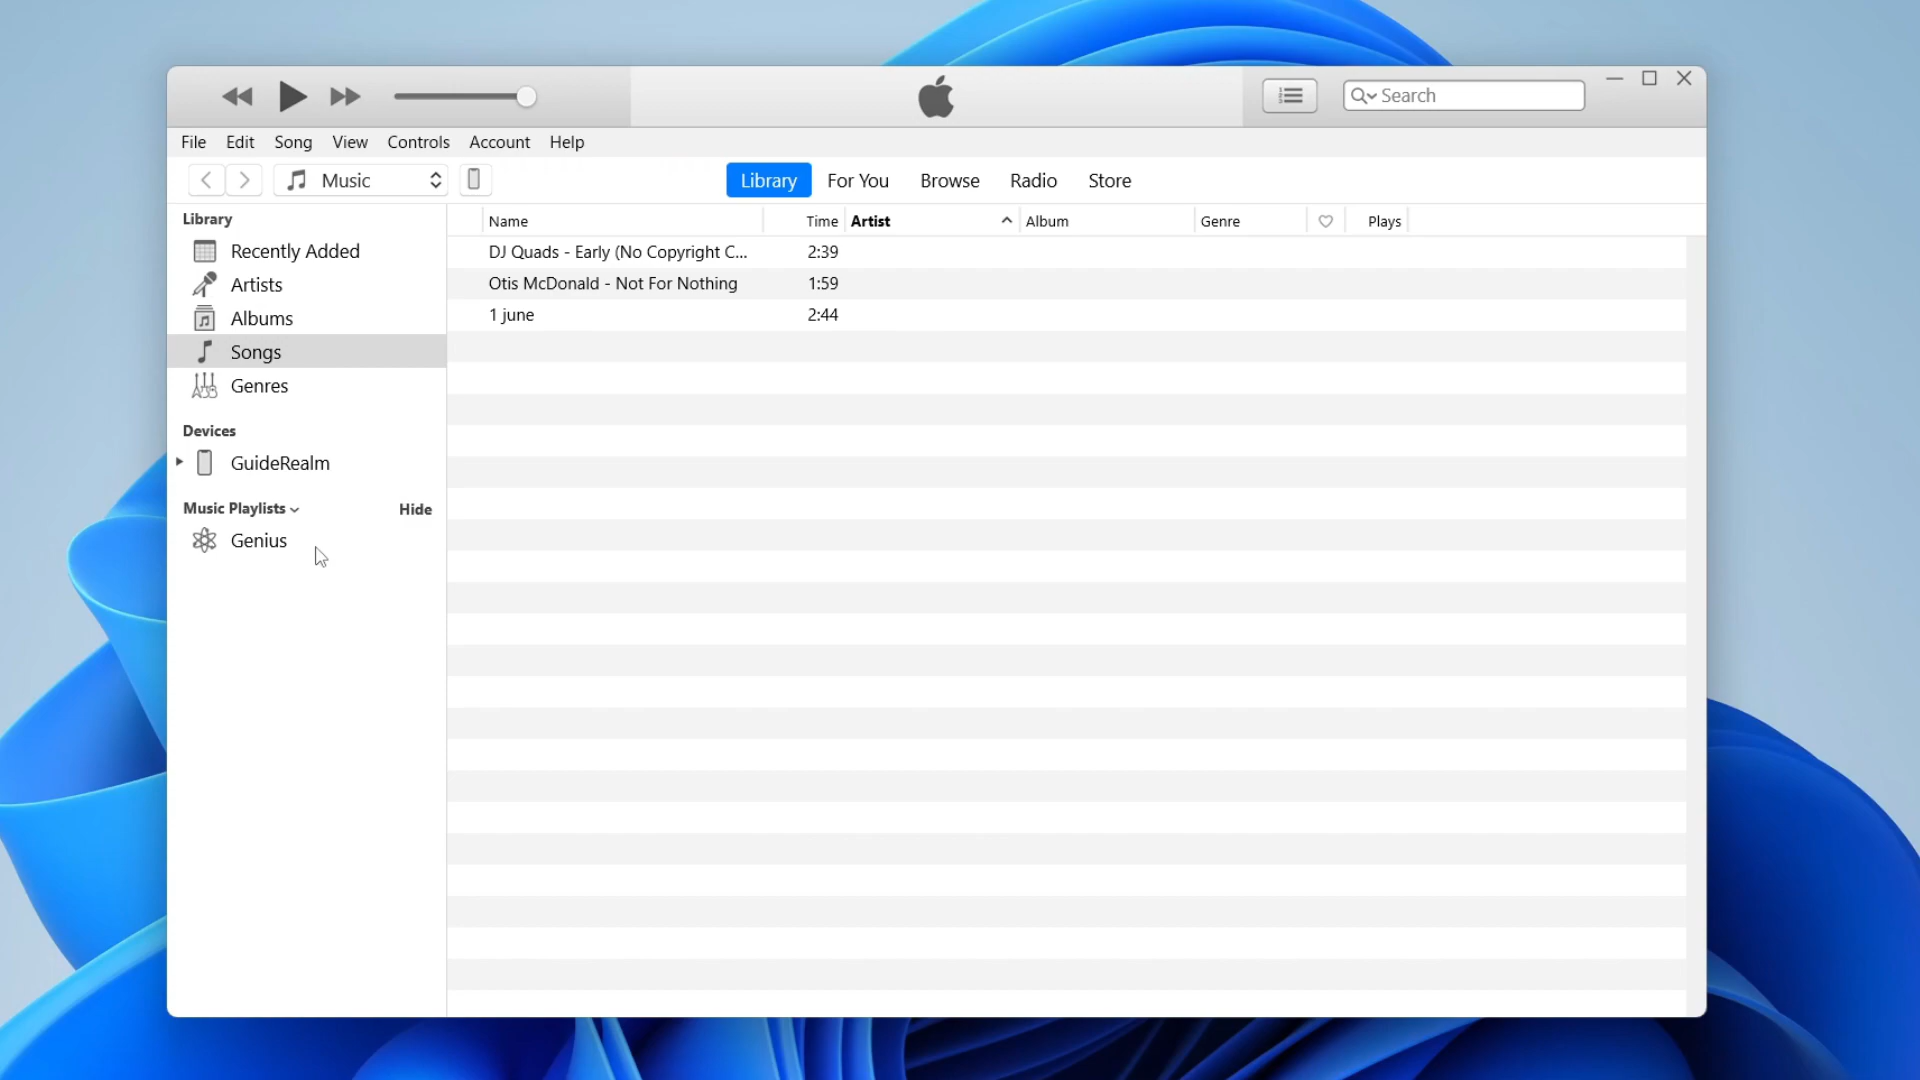 Search
File Edit Song View Controls Account Help
Music Library For You Browse Radio Store
Library
Recently Added
Artists
Albums
Songs
Genres
Devices
GuideRealm
Music Playlists Hide
Genius
Name Time Artist Album Genre Plays
DJ Quads - Early (No Copyright C... 2:39
Otis McDonald - Not For Nothing 1:59
1 june 2:44